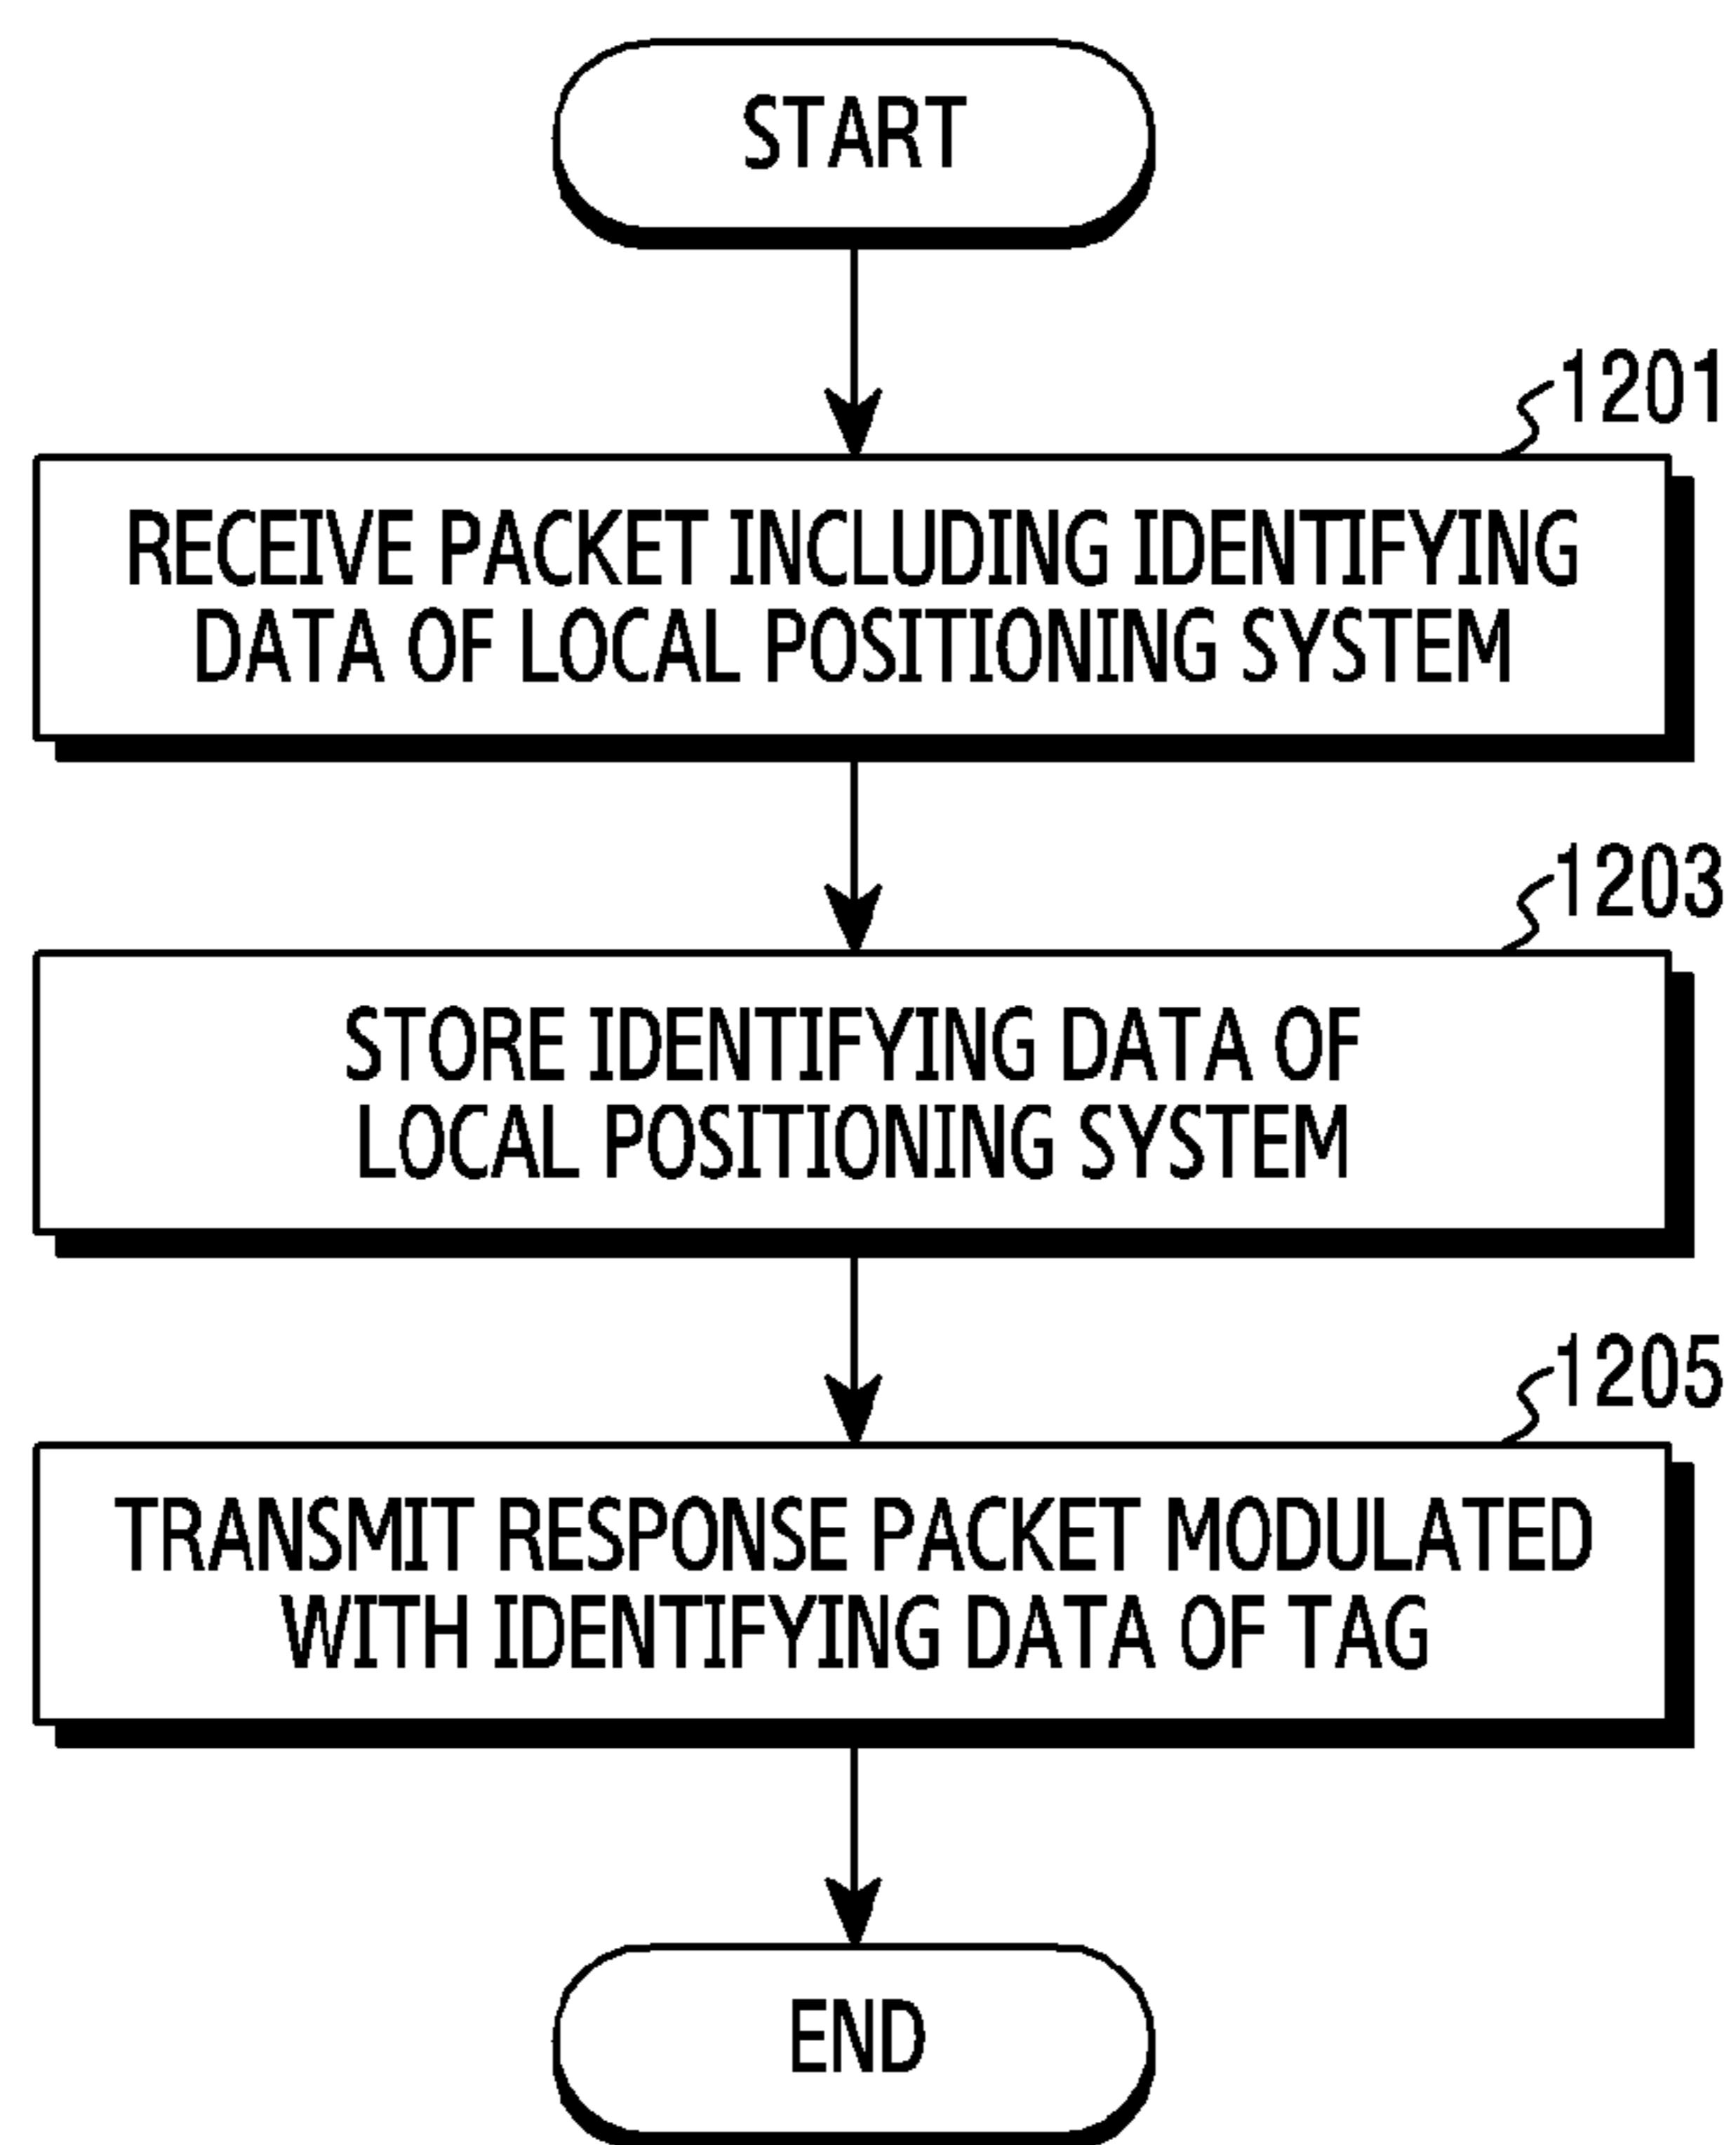 START
1201
RECEIVE PACKET INCLUDING IDENTIFYING
DATA OF LOCAL POSITIONING SYSTEM
1203
STORE IDENTIFYING DATA OF
LOCAL POSITIONING SYSTEM
1205
TRANSMIT RESPONSE PACKET MODULATED
WITH IDENTIFYING DATA OF TAG
END